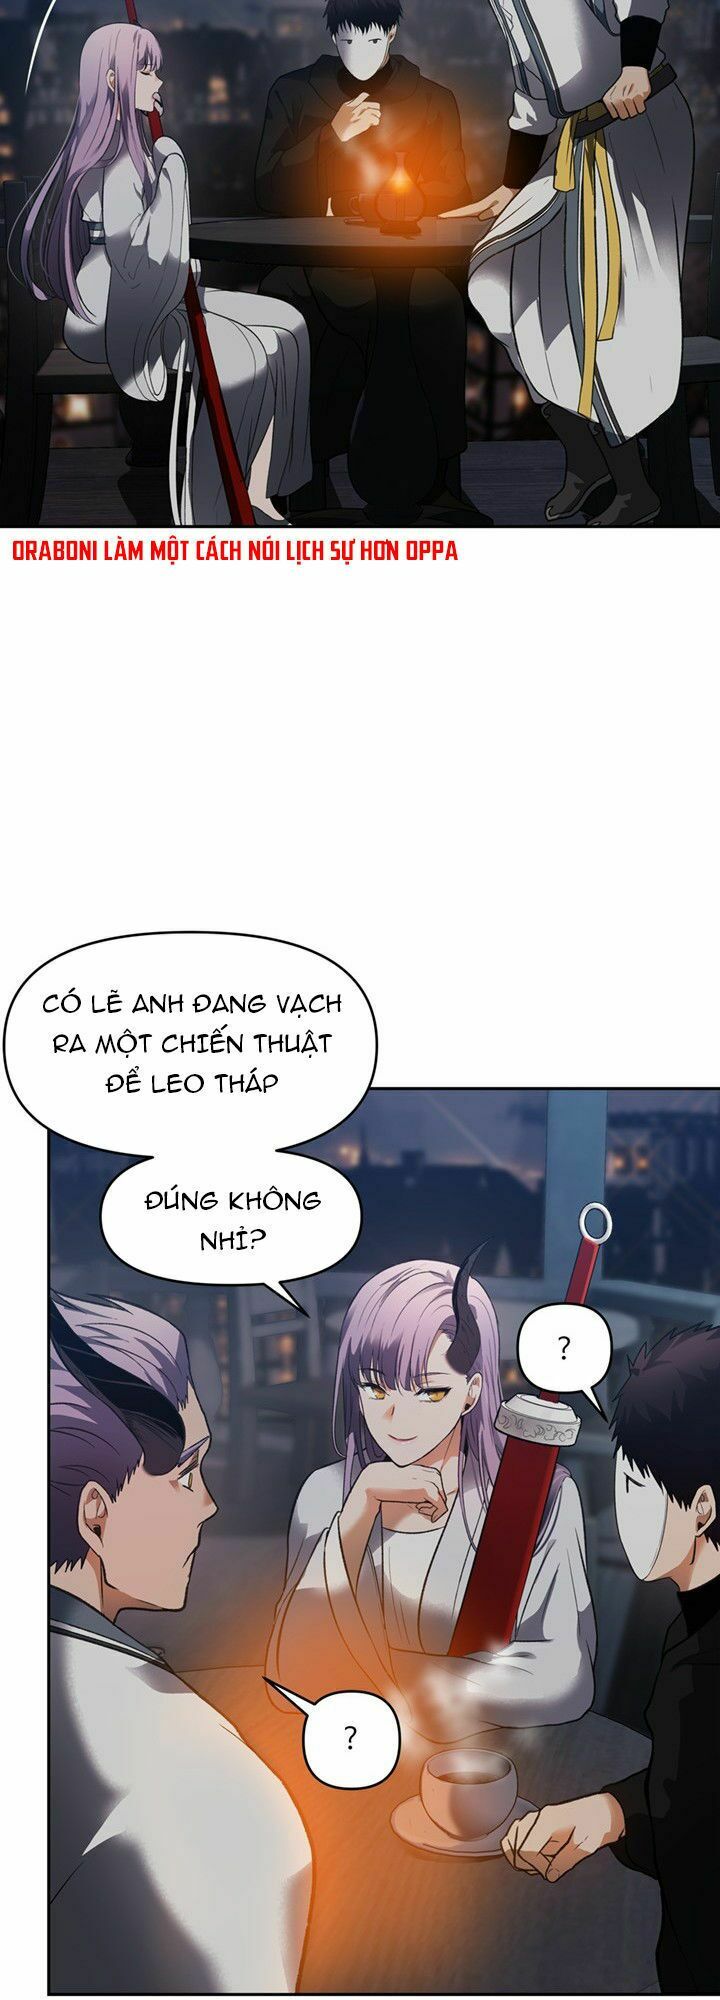 ORABONI LÀM MỘT CÁCH NÓI LỊCH SỰ HƠN OPPA
CÓ LẼ ANH ĐANG VẠCH
RA MỘT CHIẾN THUẬT
ĐỂ LEO THÁP
ĐÚNG KHÔNG
NHỈ?
?
?